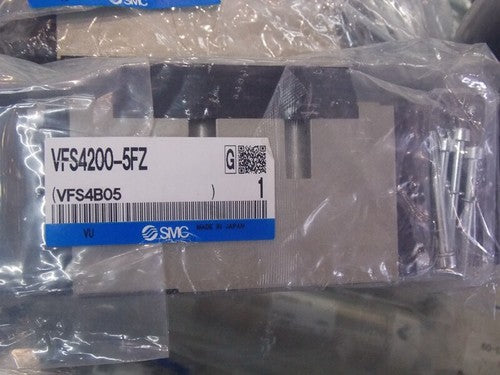 SMC
VFS4200-5FZ
G
(VFS4B05 ) 1
VU SMC MADE IN JAPAN